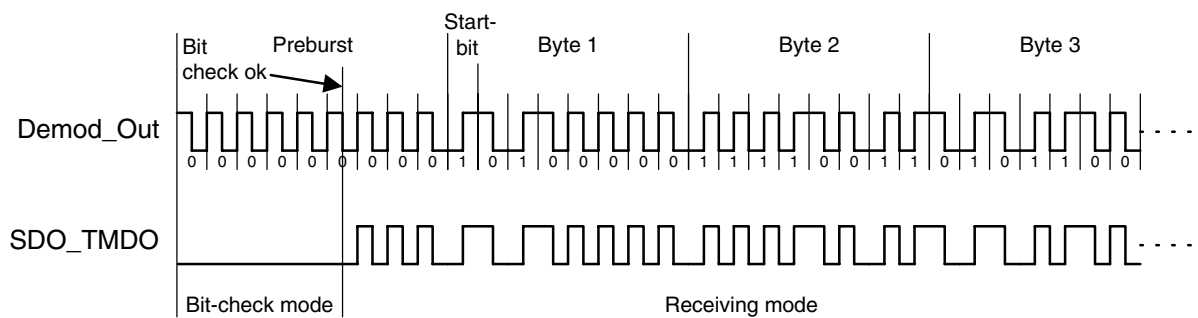 Start-
Bit Preburst bit Byte 1 Byte 2 Byte 3
check ok
Demod_Out
0 0 0 0 0 0 0 0 0 1 0 1 0 0 0 0 0 1 1 1 1 0 0 1 1 0 1 0 1 1 0 0
SDO_TMDO
Bit-check mode Receiving mode